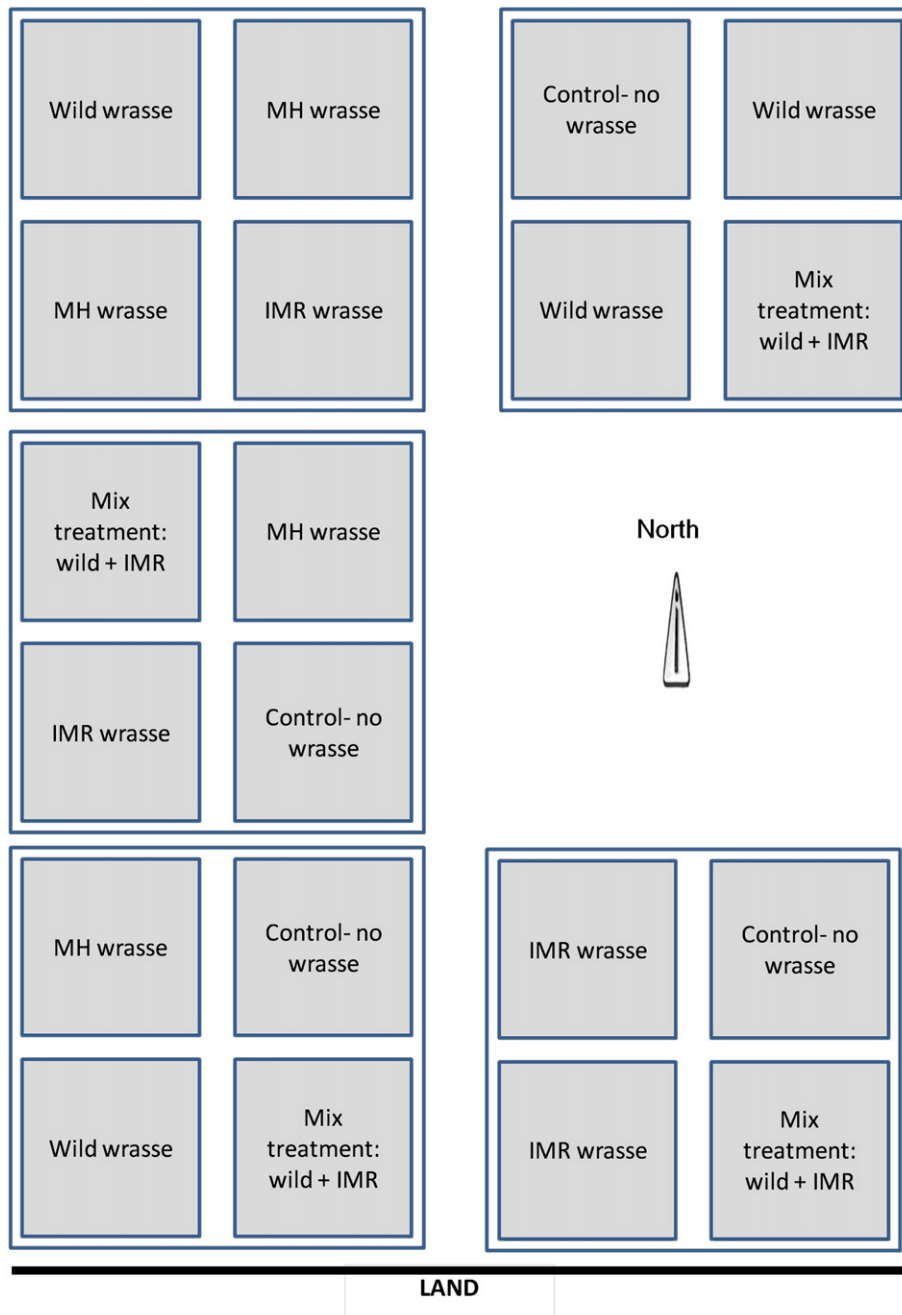 Wild wrasse
MH wrasse
MH wrasse
IMR wrasse
Control- no
wrasse
Wild wrasse
Wild wrasse
Mix
treatment:
wild + IMR
Mix
treatment:
wild + IMR
MH wrasse
IMR wrasse
Control- no
wrasse
North
MH wrasse
Control- no
wrasse
Wild wrasse
Mix
treatment:
wild + IMR
IMR wrasse
Control- no
wrasse
IMR wrasse
Mix
treatment:
wild + IMR
LAND